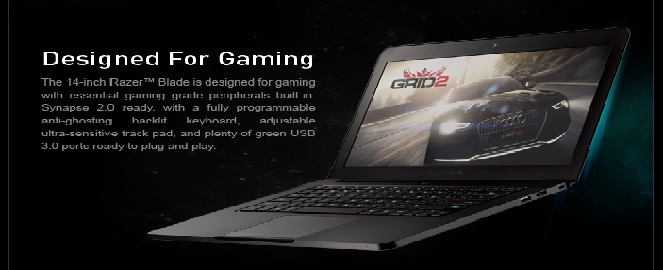 Designed For Gaming
The 14-inch Razer™ Blade is designed for gaming
with essential gaming grade peripherals built in.
Synapse 2.0 ready, with a fully programmable
anti-ghosting backlit keyboard, adjustable
ultra-sensitive track pad, and plenty of green USB
3.0 ports ready to plug and play.
GRID2